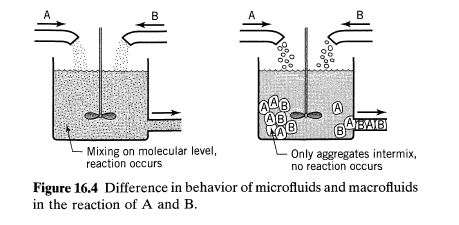 A B A B
A A B
A B
A B
A
B
A B A B
Mixing on molecular level,
reaction occurs
Only aggregates intermix,
no reaction occurs
Figure 16.4 Difference in behavior of microfluids and macrofluids
in the reaction of A and B.